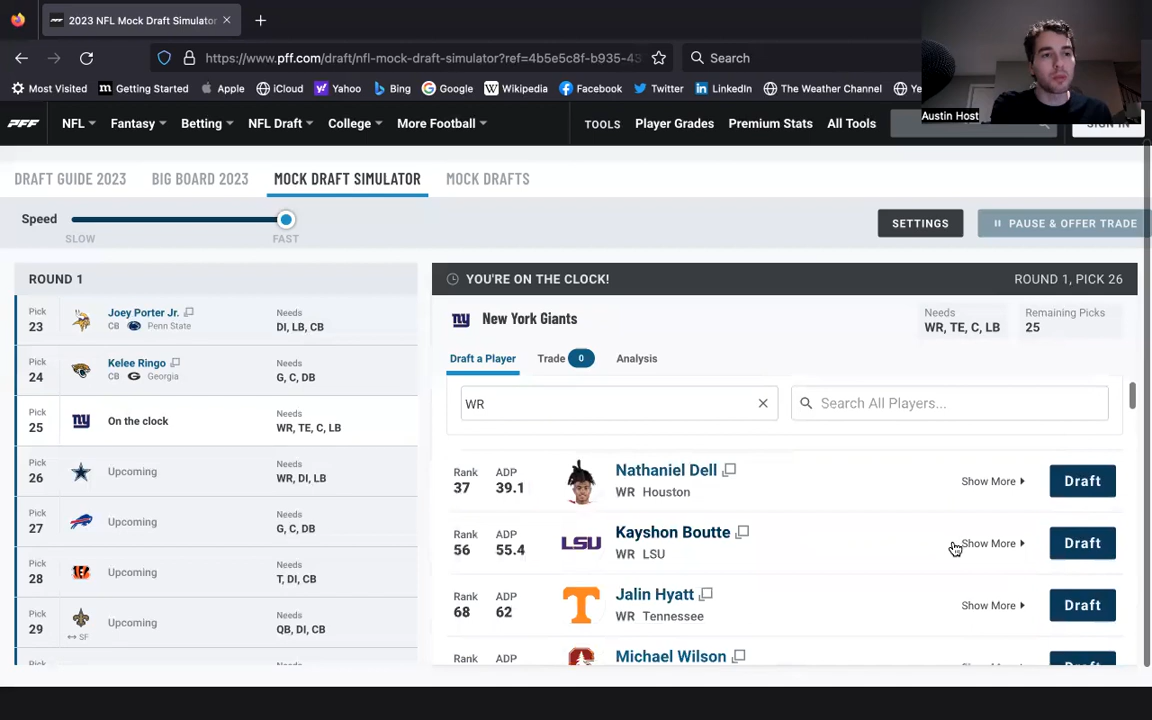 2023 NFL Mock Draft Simulator
https://www.pff.com/draft/nfl-mock-draft-simulator?ref=4b5e5c8f-b935-43
Search
Most Visited
Getting Started
Apple
iCloud
Yahoo
Bing
Google
Wikipedia
Facebook
Twitter
LinkedIn
The Weather Channel
Ye
Austin Host
PFF
NFL
Fantasy
Betting
NFL Draft
College
More Football
TOOLS
Player Grades
Premium Stats
All Tools
SIGN IN
DRAFT GUIDE 2023
BIG BOARD 2023
MOCK DRAFT SIMULATOR
MOCK DRAFTS
Speed
SLOW
FAST
SETTINGS
PAUSE & OFFER TRADE
ROUND 1
Pick
23
Joey Porter Jr.
CB Penn State
Needs
DI, LB, CB
Pick
24
Kelee Ringo
CB Georgia
Needs
G, C, DB
Pick
25
On the clock
Needs
WR, TE, C, LB
Pick
26
Upcoming
Needs
WR, DI, LB
Pick
27
Upcoming
Needs
G, C, DB
Pick
28
Upcoming
Needs
T, DI, CB
Pick
29
↔ SF
Upcoming
Needs
QB, DI, CB
YOU'RE ON THE CLOCK!
ROUND 1, PICK 26
New York Giants
Needs
WR, TE, C, LB
Remaining Picks
25
Draft a Player
Trade 0
Analysis
WR
Search All Players...
Rank
37
ADP
39.1
Nathaniel Dell
WR Houston
Show More
Draft
Rank
56
ADP
55.4
LSU
Kayshon Boutte
WR LSU
Show More
Draft
Rank
68
ADP
62
Jalin Hyatt
WR Tennessee
Show More
Draft
Rank
ADP
Michael Wilson
Draft